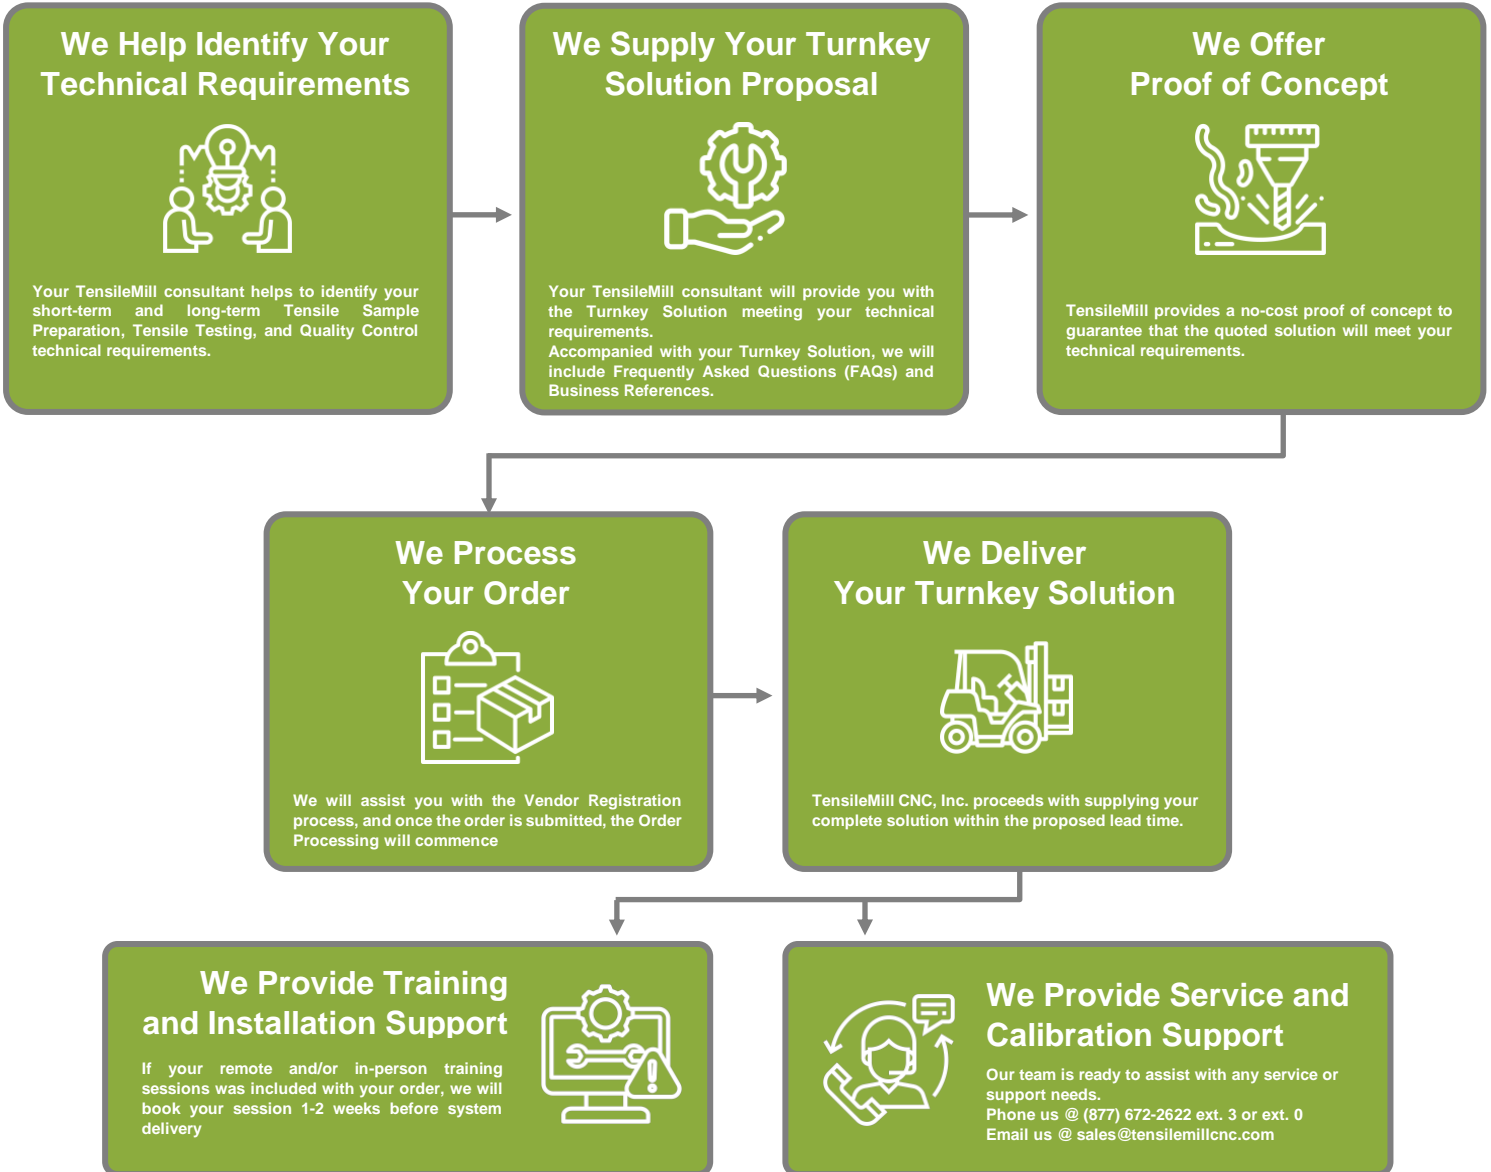 We Help Identify Your
Technical Requirements
Your TensileMill consultant helps to identify your
short-term and long-term Tensile Sample
Preparation, Tensile Testing, and Quality Control
technical requirements.
We Supply Your Turnkey
Solution Proposal
Your TensileMill consultant will provide you with
the Turnkey Solution meeting your technical
requirements.
Accompanied with your Turnkey Solution, we will
include Frequently Asked Questions (FAQs) and
Business References.
We Offer
Proof of Concept
TensileMill provides a no-cost proof of concept to
guarantee that the quoted solution will meet your
technical requirements.
We Process
Your Order
We will assist you with the Vendor Registration
process, and once the order is submitted, the Order
Processing will commence
We Deliver
Your Turnkey Solution
TensileMill CNC, Inc. proceeds with supplying your
complete solution within the proposed lead time.
We Provide Training
and Installation Support
If your remote and/or in-person training
sessions was included with your order, we will
book your session 1-2 weeks before system
delivery
We Provide Service and
Calibration Support
Our team is ready to assist with any service or
support needs.
Phone us @ (877) 672-2622 ext. 3 or ext. 0
Email us @ sales@tensilemillcnc.com